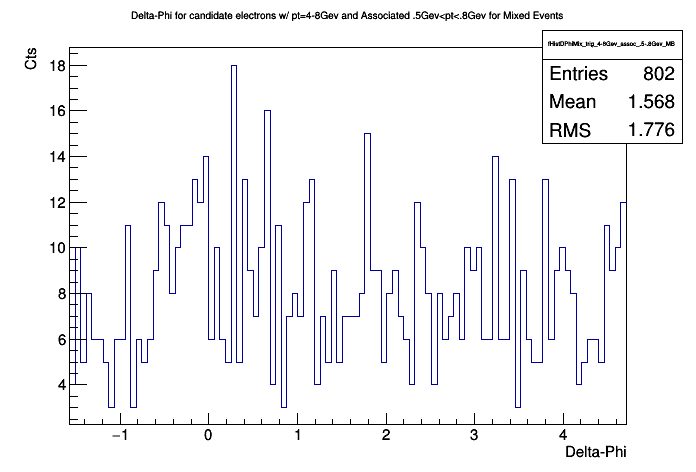 Delta-Phi for candidate electrons w/ pt=4-8Gev and Associated .5Gev<pt<.8Gev for Mixed Events
Cts
fHistDPhiMix_trig_4-8Gev_assoc_.5-.8Gev_MB
Entries 802
Mean 1.568
RMS 1.776
18
16
14
12
10
8
6
4
−1 0 1 2 3 4
Delta-Phi